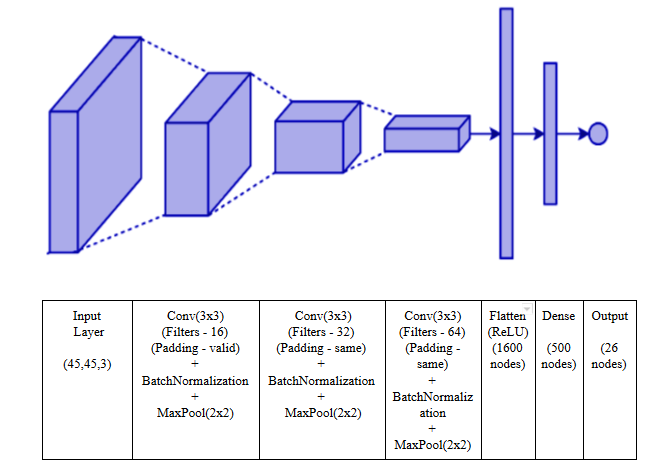 Input
Layer
(45,45,3)
Conv(3x3)
(Filters - 16)
(Padding - valid)
+
BatchNormalization
+
MaxPool(2x2)
Conv(3x3)
(Filters - 32)
(Padding - same)
+
BatchNormalization
+
MaxPool(2x2)
Conv(3x3)
(Filters - 64)
(Padding -
same)
+
BatchNormaliz
ation
+
MaxPool(2x2)
Flatten
(ReLU)
(1600
nodes)
Dense
(500
nodes)
Output
(26
nodes)